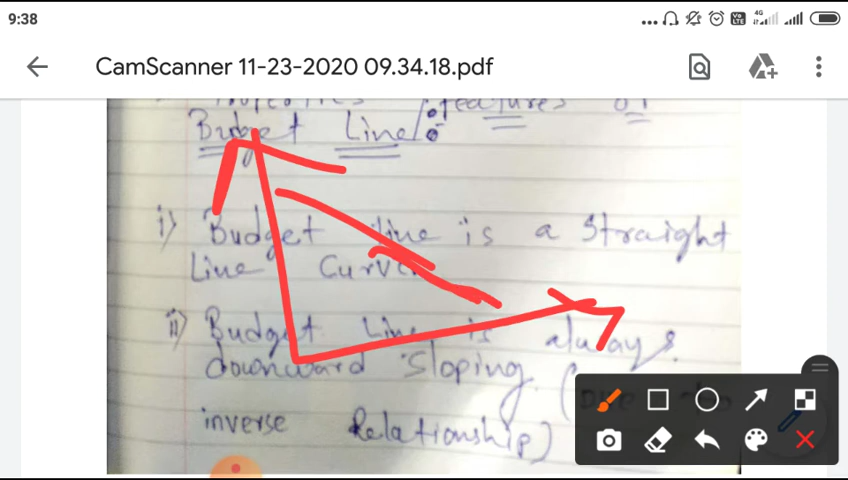 9:38
4G
CamScanner 11-23-2020 09.34.18.pdf
features of
Budget Line:
i) Budget line is a straight
Line Curve
ii) Budget Line is always
downward sloping. (
inverse Relationship)